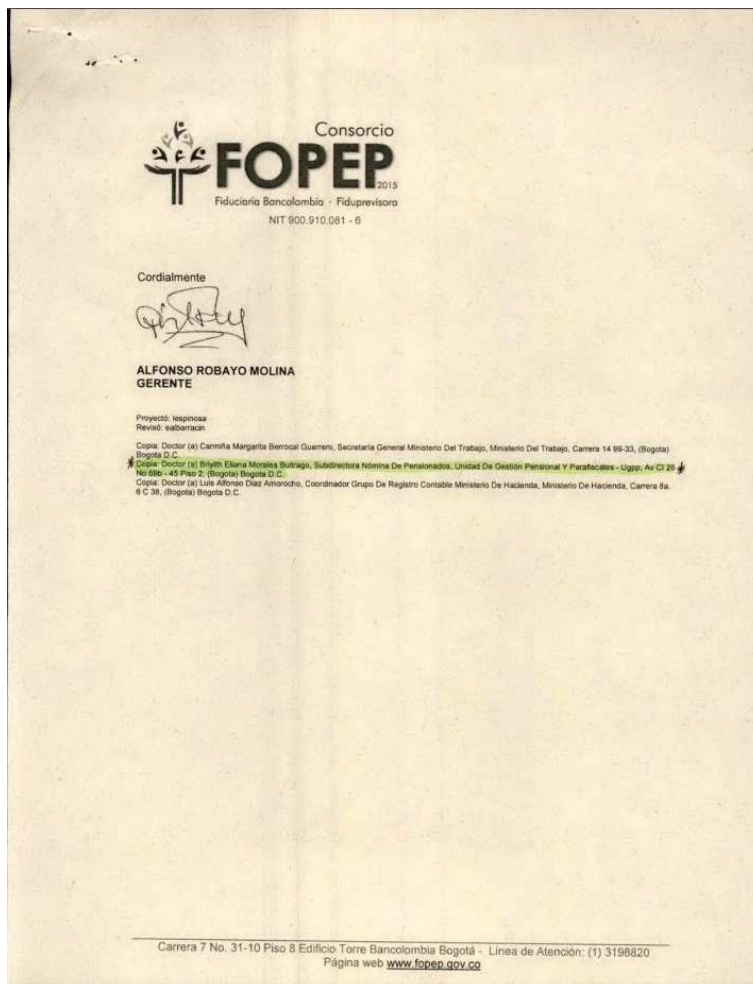 Consorcio
FOPEP
2015
Fiduciaria Bancolombia - Fiduprevisora
NIT 900.910.081 - 6
Cordialmente
ALFONSO ROBAYO MOLINA
GERENTE
Proyectó: lespinosa
Revisó: ealbarracin
Copia: Doctor (a) Carmiña Margarita Berrocal Guerrero, Secretaria General Ministerio Del Trabajo, Ministerio Del Trabajo, Carrera 14 99-33, (Bogota)
Bogota D.C.
Copia: Doctor (a) Briyith Eliana Morales Buitrago, Subdirectora Nómina De Pensionados, Unidad De Gestión Pensional Y Parafiscales - Ugpp, Av Cl 26
No 69b - 45 Piso 2, (Bogota) Bogota D.C.
Copia: Doctor (a) Luis Alfonso Diaz Amorocho, Coordinador Grupo De Registro Contable Ministerio De Hacienda, Ministerio De Hacienda, Carrera 8a.
6 C 38, (Bogota) Bogota D.C.
Carrera 7 No. 31-10 Piso 8 Edificio Torre Bancolombia Bogotá - Linea de Atención: (1) 3198820
Página web www.fopep.gov.co